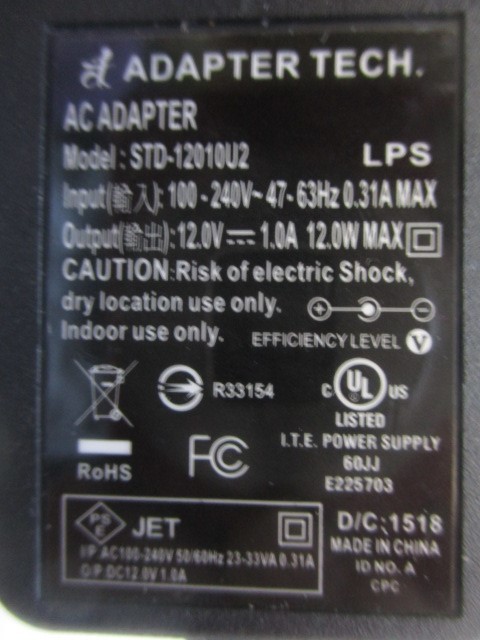 ADAPTER TECH.
AC ADAPTER
Model : STD-12010U2 LPS
Input(輸入): 100 - 240V~ 47- 63Hz 0.31A MAX
Output(輸出): 12.0V⎓ 1.0A 12.0W MAX
CAUTION:Risk of electric Shock,
dry location use only.
Indoor use only. EFFICIENCY LEVEL V
R33154
C UL US
LISTED
I.T.E. POWER SUPPLY
60JJ
E225703
RoHS
FC
PSE JET
I/P AC100-240V 50/60Hz 23-33VA 0.31A
O/P DC12.0V 1.0A
D/C:1518
MADE IN CHINA
ID NO. A
CPC